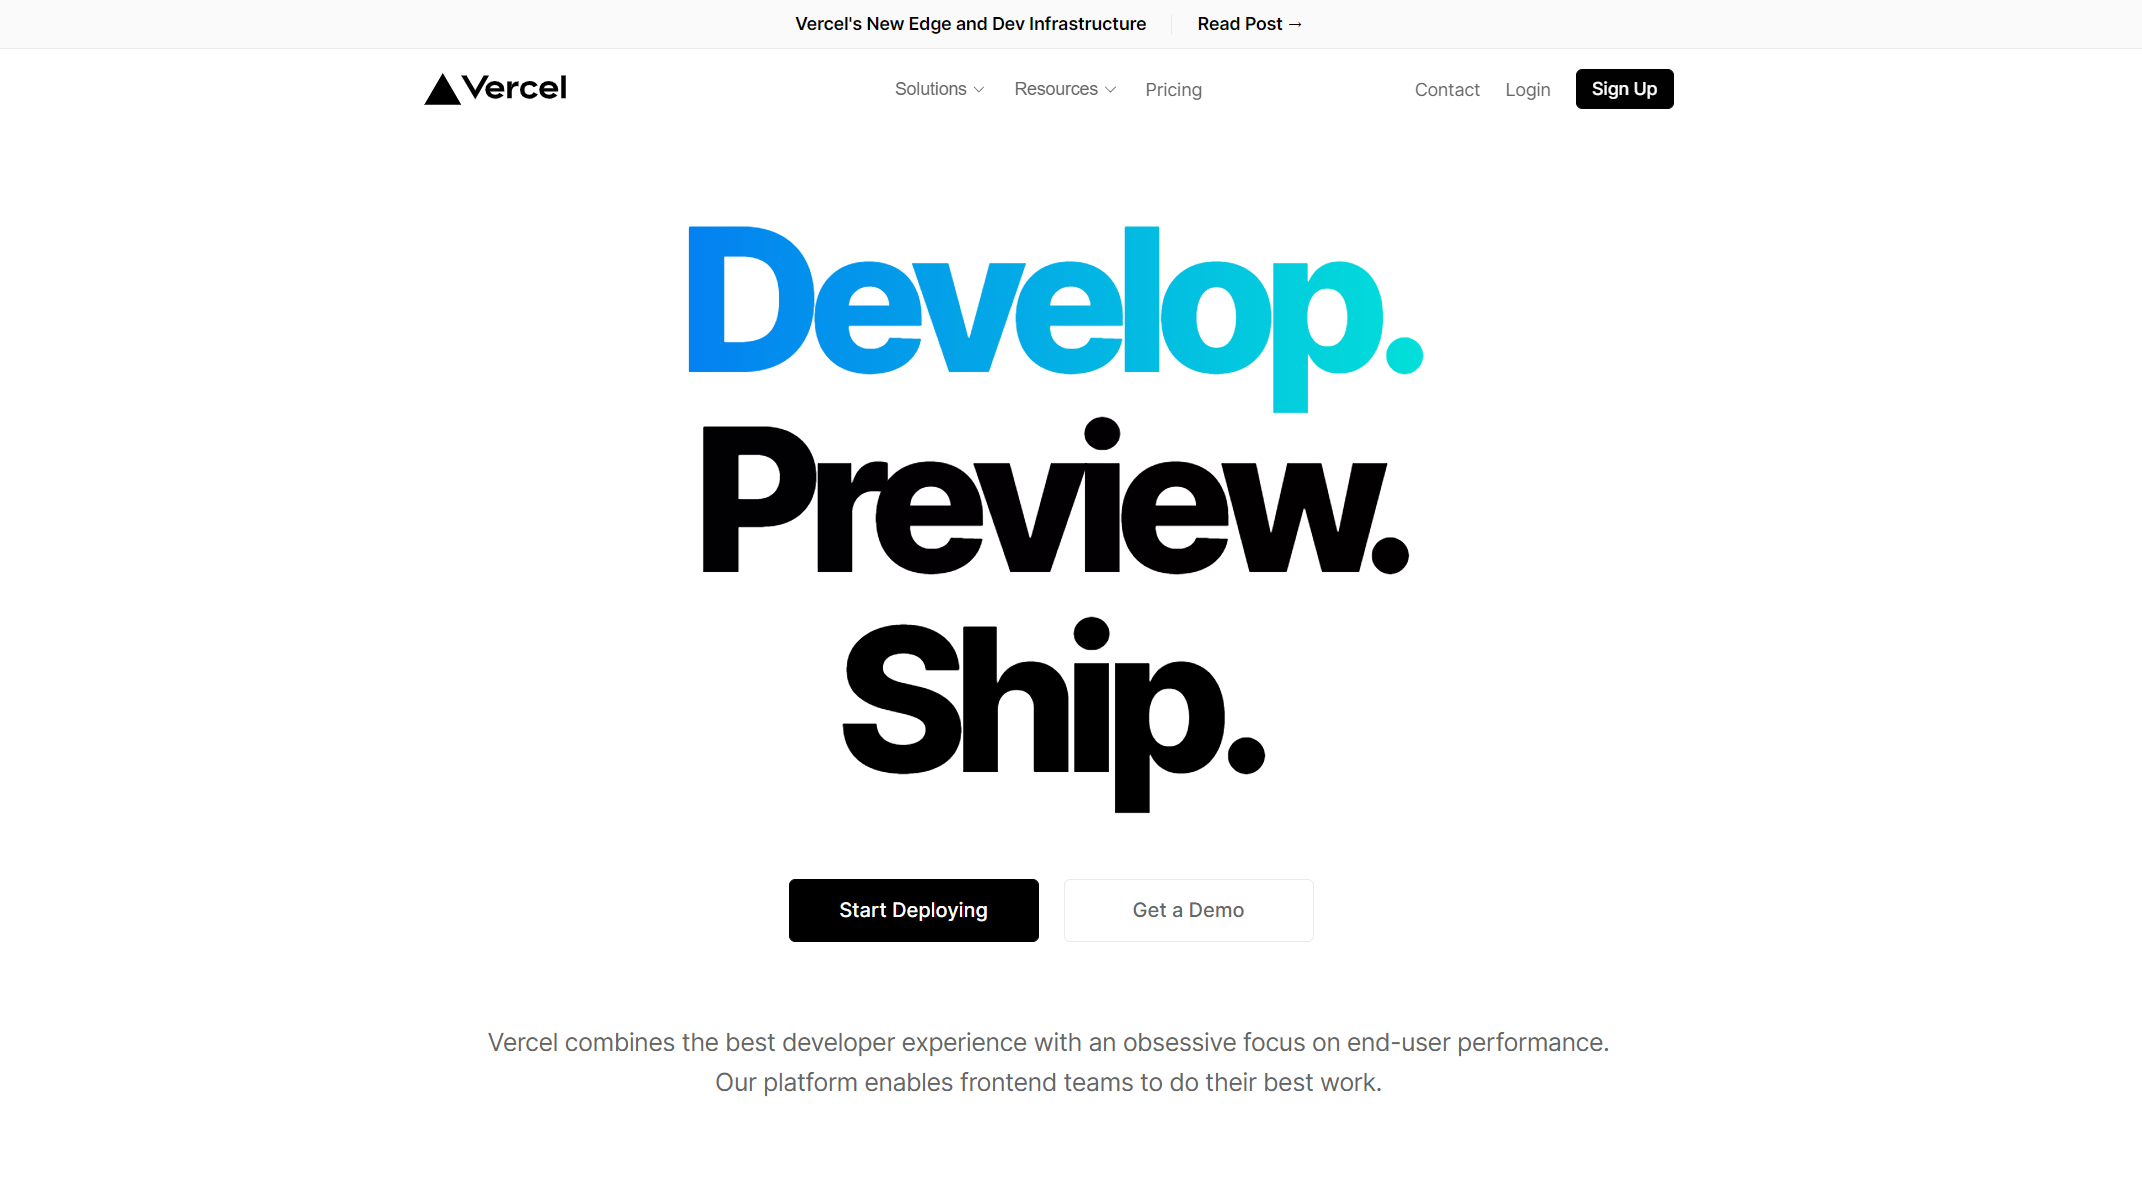 Vercel's New Edge and Dev Infrastructure Read Post →
Vercel Solutions Resources Pricing Contact Login Sign Up
Develop.
Preview.
Ship.
Start Deploying Get a Demo
Vercel combines the best developer experience with an obsessive focus on end-user performance.
Our platform enables frontend teams to do their best work.